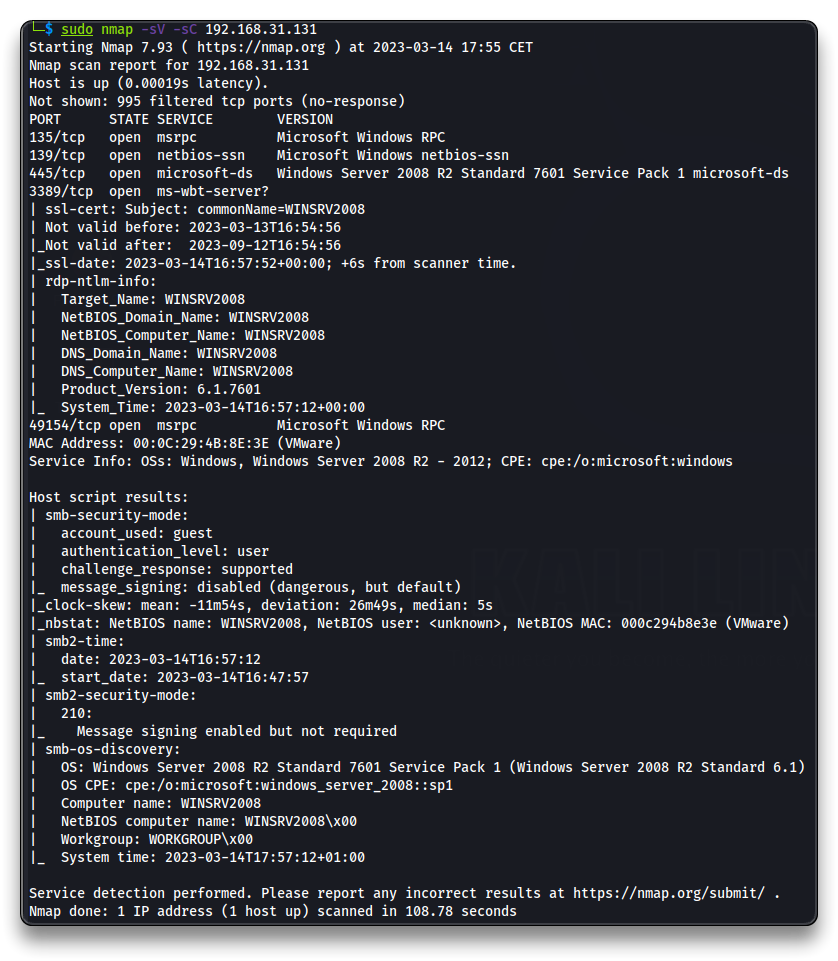 └─$ sudo nmap -sV -sC 192.168.31.131
Starting Nmap 7.93 ( https://nmap.org ) at 2023-03-14 17:55 CET
Nmap scan report for 192.168.31.131
Host is up (0.00019s latency).
Not shown: 995 filtered tcp ports (no-response)
PORT      STATE SERVICE        VERSION
135/tcp   open  msrpc          Microsoft Windows RPC
139/tcp   open  netbios-ssn    Microsoft Windows netbios-ssn
445/tcp   open  microsoft-ds   Windows Server 2008 R2 Standard 7601 Service Pack 1 microsoft-ds
3389/tcp  open  ms-wbt-server?
| ssl-cert: Subject: commonName=WINSRV2008
| Not valid before: 2023-03-13T16:54:56
|_Not valid after:  2023-09-12T16:54:56
|_ssl-date: 2023-03-14T16:57:52+00:00; +6s from scanner time.
| rdp-ntlm-info:
|   Target_Name: WINSRV2008
|   NetBIOS_Domain_Name: WINSRV2008
|   NetBIOS_Computer_Name: WINSRV2008
|   DNS_Domain_Name: WINSRV2008
|   DNS_Computer_Name: WINSRV2008
|   Product_Version: 6.1.7601
|_  System_Time: 2023-03-14T16:57:12+00:00
49154/tcp open  msrpc          Microsoft Windows RPC
MAC Address: 00:0C:29:4B:8E:3E (VMware)
Service Info: OSs: Windows, Windows Server 2008 R2 - 2012; CPE: cpe:/o:microsoft:windows

Host script results:
| smb-security-mode:
|   account_used: guest
|   authentication_level: user
|   challenge_response: supported
|_  message_signing: disabled (dangerous, but default)
|_clock-skew: mean: -11m54s, deviation: 26m49s, median: 5s
|_nbstat: NetBIOS name: WINSRV2008, NetBIOS user: <unknown>, NetBIOS MAC: 000c294b8e3e (VMware)
| smb2-time:
|   date: 2023-03-14T16:57:12
|_  start_date: 2023-03-14T16:47:57
| smb2-security-mode:
|   210:
|_    Message signing enabled but not required
| smb-os-discovery:
|   OS: Windows Server 2008 R2 Standard 7601 Service Pack 1 (Windows Server 2008 R2 Standard 6.1)
|   OS CPE: cpe:/o:microsoft:windows_server_2008::sp1
|   Computer name: WINSRV2008
|   NetBIOS computer name: WINSRV2008\x00
|   Workgroup: WORKGROUP\x00
|_  System time: 2023-03-14T17:57:12+01:00

Service detection performed. Please report any incorrect results at https://nmap.org/submit/ .
Nmap done: 1 IP address (1 host up) scanned in 108.78 seconds